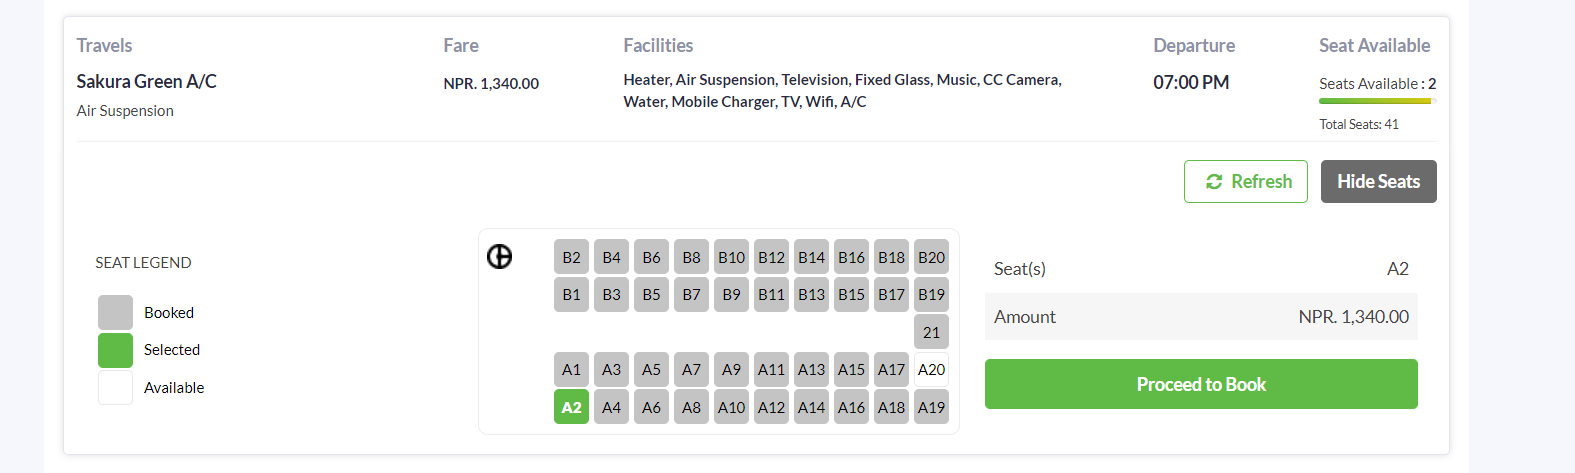 Travels Fare Facilities Departure Seat Available
Sakura Green A/C NPR. 1,340.00 Heater, Air Suspension, Television, Fixed Glass, Music, CC Camera, 07:00 PM Seats Available : 2
Air Suspension Water, Mobile Charger, TV, Wifi, A/C Total Seats: 41
Refresh Hide Seats
SEAT LEGEND
Booked
Selected
Available
B2 B4 B6 B8 B10 B12 B14 B16 B18 B20
B1 B3 B5 B7 B9 B11 B13 B15 B17 B19
21
A1 A3 A5 A7 A9 A11 A13 A15 A17 A20
A2 A4 A6 A8 A10 A12 A14 A16 A18 A19
Seat(s) A2
Amount NPR. 1,340.00
Proceed to Book